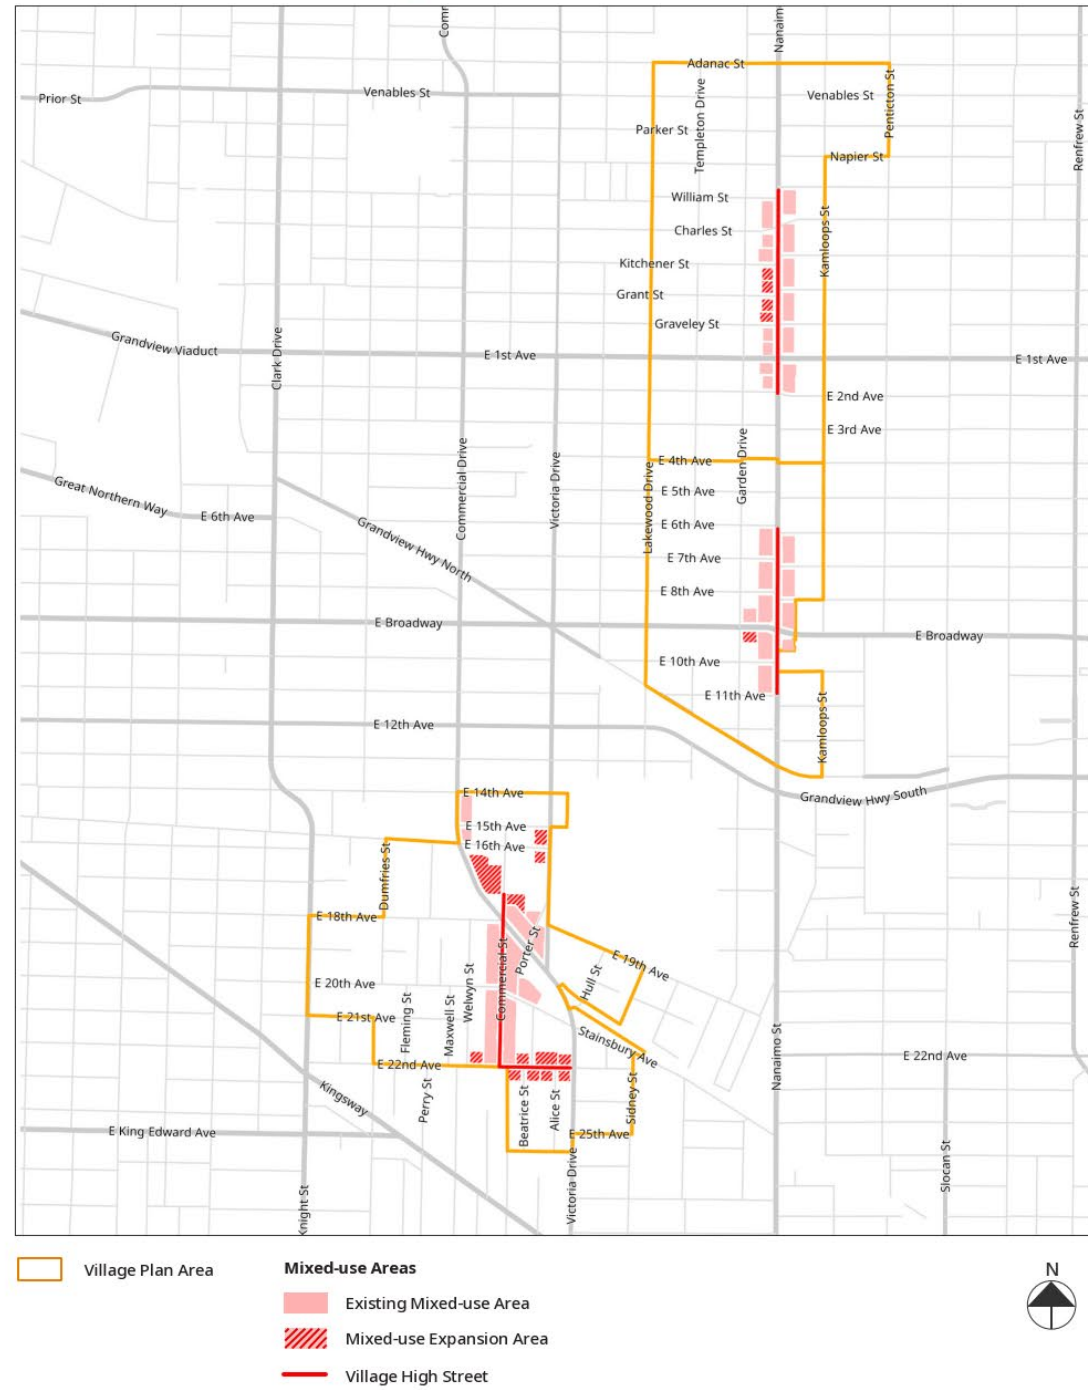 Comr
Nanaim
Adanac St
Prior St
Venables St
Venables St
Templeton Drive
Penticton St
Renfrew St
Parker St
Napier St
William St
Charles St
Kamloops St
Kitchener St
Grant St
Graveley St
Grandview Viaduct
Clark Drive
E 1st Ave
E 1st Ave
E 2nd Ave
E 3rd Ave
Garden Drive
E 4th Ave
Commercial Drive
Victoria Drive
Lakewood Drive
E 5th Ave
Great Northern Way
E 6th Ave
E 6th Ave
Grandview Hwy North
E 7th Ave
E 8th Ave
E Broadway
E Broadway
E 10th Ave
E 11th Ave
Kamloops St
E 12th Ave
Grandview Hwy South
E 14th Ave
E 15th Ave
E 16th Ave
Dumfries St
E 18th Ave
Renfrew St
Porter St
Commercial St
E 19th Ave
Hull St
Welwyn St
E 20th Ave
Fleming St
Maxwell St
E 21st Ave
Stainsbury Ave
Nanaimo St
E 22nd Ave
E 22nd Ave
Kingsway
Perry St
Beatrice St
Alice St
Sidney St
E King Edward Ave
E 25th Ave
Victoria Drive
Slocan St
Knight St
Village Plan Area
Mixed-use Areas
Existing Mixed-use Area
Mixed-use Expansion Area
Village High Street
N